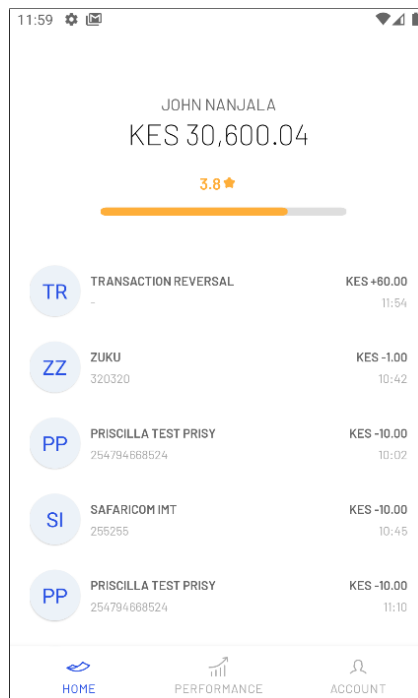 11:59
JOHN NANJALA
KES 30,600.04
3.8
TR
TRANSACTION REVERSAL
KES +60.00
-
11:54
ZZ
ZUKU
KES -1.00
320320
10:42
PP
PRISCILLA TEST PRISY
KES -10.00
254794668524
10:02
SI
SAFARICOM IMT
KES -10.00
255255
10:45
PP
PRISCILLA TEST PRISY
KES -10.00
254794668524
11:10
HOME
PERFORMANCE
ACCOUNT